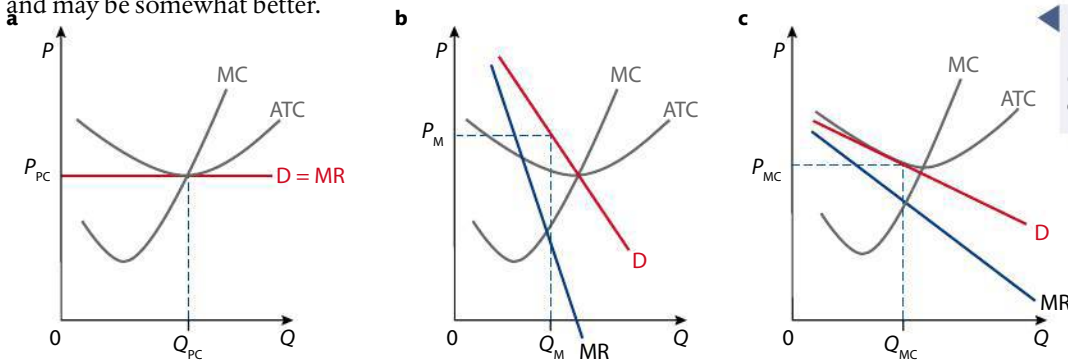 and may be somewhat better.
a
P
MC
ATC
P_PC
D = MR
0
Q_PC
Q
b
P
MC
ATC
P_M
D
0
Q_M
MR
Q
c
P
MC
ATC
P_MC
D
MR
0
Q_MC
Q